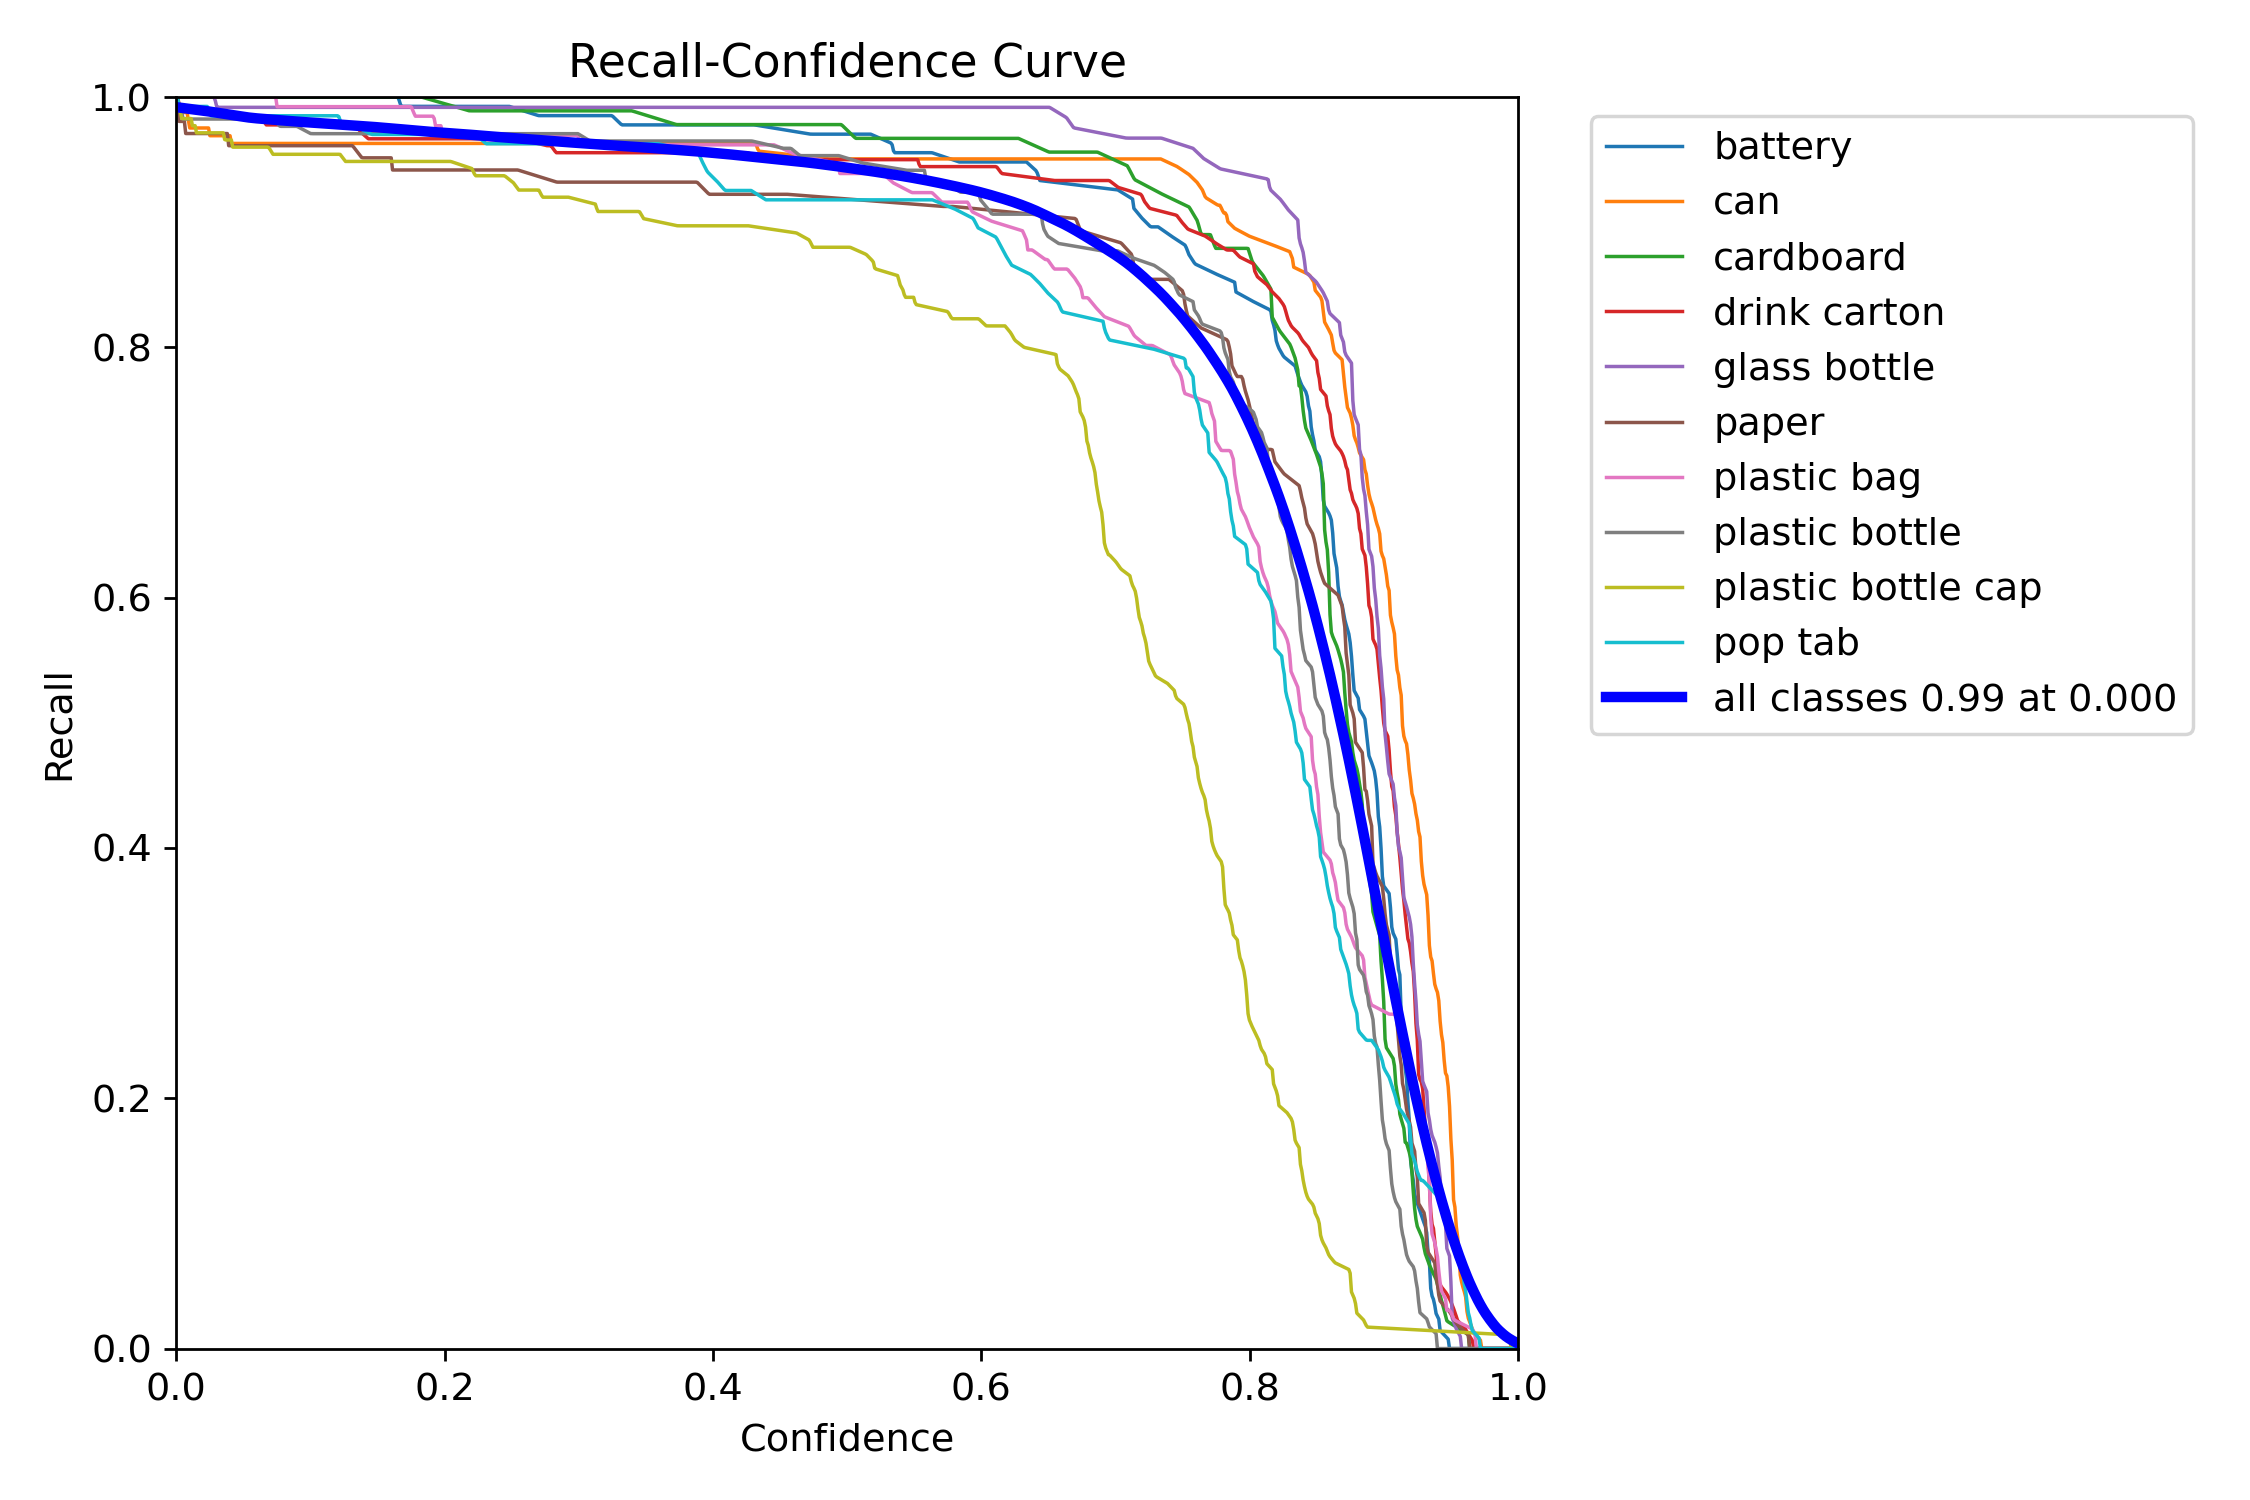 Recall-Confidence Curve
1.0
0.8
0.6
0.4
0.2
0.0
Recall
0.0 0.2 0.4 0.6 0.8 1.0
Confidence
battery
can
cardboard
drink carton
glass bottle
paper
plastic bag
plastic bottle
plastic bottle cap
pop tab
all classes 0.99 at 0.000